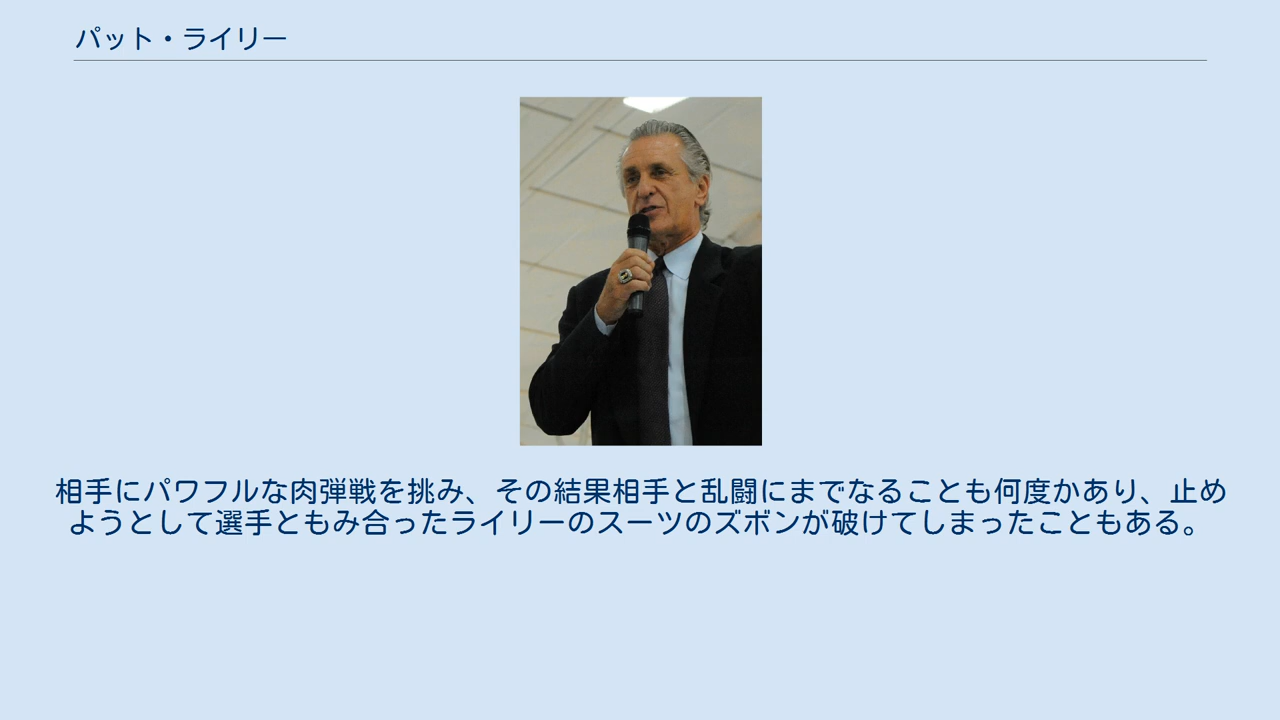 パット・ライリー
相手にパワフルな肉弾戦を挑み、その結果相手と乱闘にまでなることも何度かあり、止め
ようとして選手ともみ合ったライリーのスーツのズボンが破けてしまったこともある。